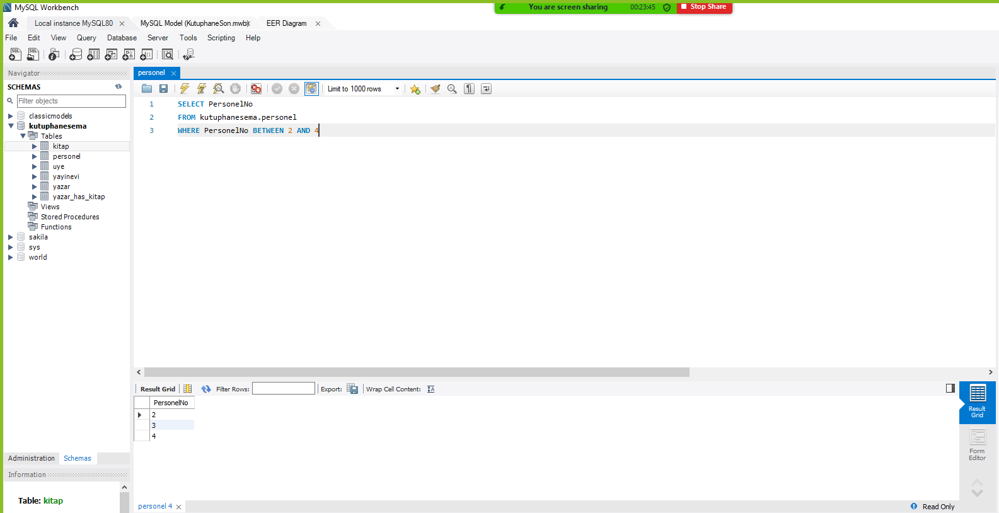 MySQL Workbench
You are screen sharing 00:23:45 Stop Share
Local instance MySQL80 MySQL Model (KutuphaneSon.mwb) EER Diagram
File Edit View Query Database Server Tools Scripting Help
Navigator
SCHEMAS
Filter objects
classicmodels
kutuphanesema
Tables
kitap
personel
uye
yayinevi
yazar
yazar_has_kitap
Views
Stored Procedures
Functions
sakila
sys
world
Administration Schemas
Information
Table: kitap
personel
Limit to 1000 rows
1 SELECT PersonelNo
2 FROM kutuphanesema.personel
3 WHERE PersonelNo BETWEEN 2 AND 4
Result Grid Filter Rows: Export: Wrap Cell Content:
PersonelNo
2
3
4
Result
Grid
Form
Editor
personel 4 Read Only